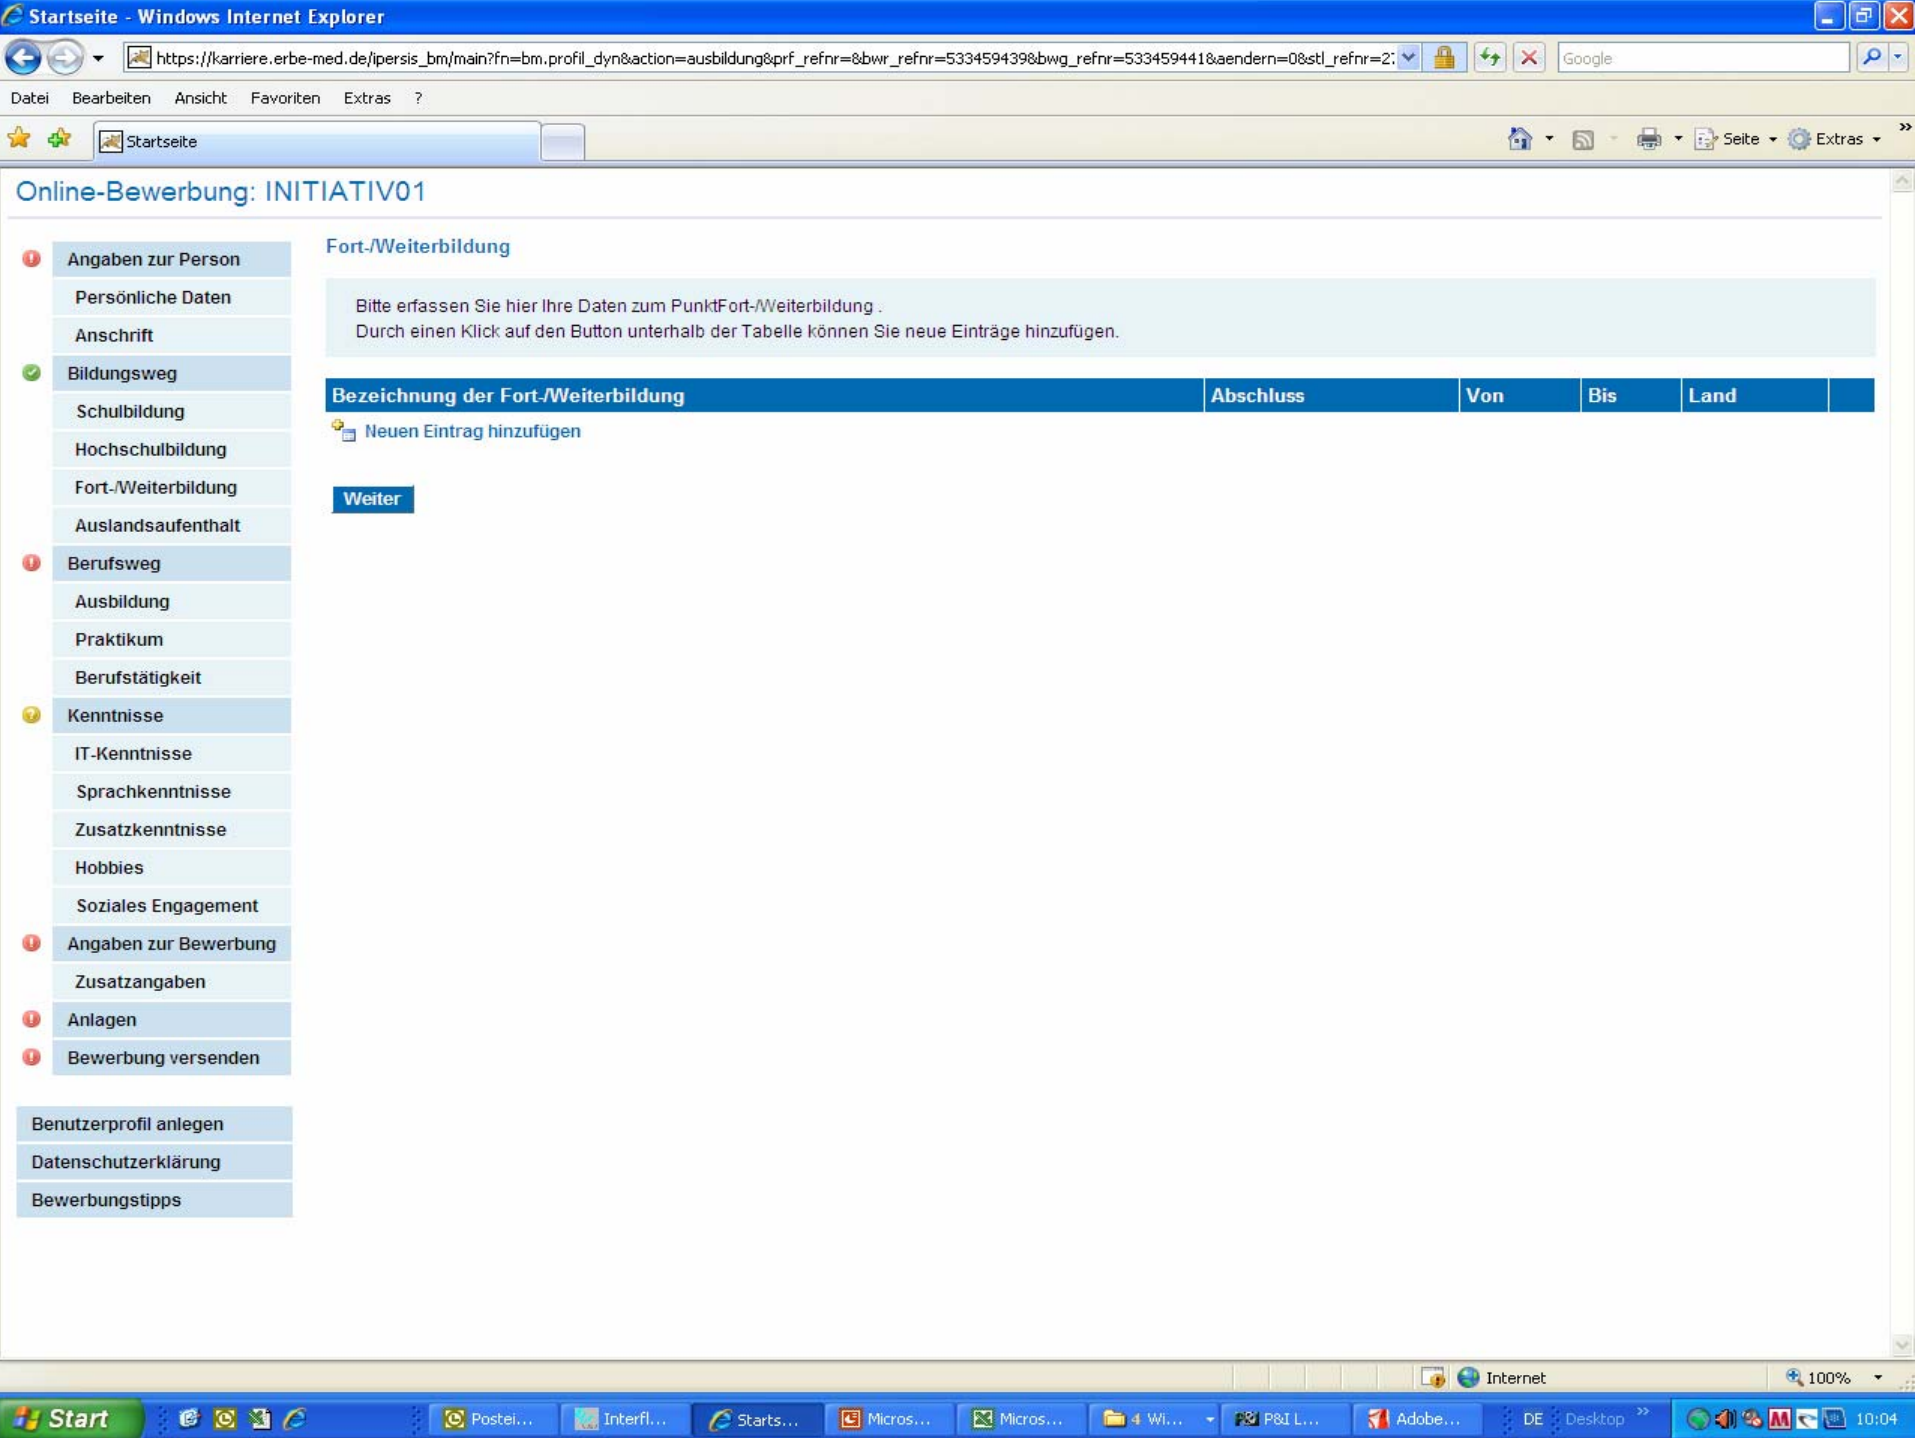 Startseite - Windows Internet Explorer
https://karriere.erbe-med.de/ipersis_bm/main?fn=bm.profil_dyn&action=ausbildung&prf_refnr=&bwr_refnr=533459439&bwg_refnr=533459441&aendern=0&stl_refnr=2
Google
Datei Bearbeiten Ansicht Favoriten Extras ?
Startseite
Seite Extras »
Online-Bewerbung: INITIATIV01
Angaben zur Person
Persönliche Daten
Anschrift
Bildungsweg
Schulbildung
Hochschulbildung
Fort-/Weiterbildung
Auslandsaufenthalt
Berufsweg
Ausbildung
Praktikum
Berufstätigkeit
Kenntnisse
IT-Kenntnisse
Sprachkenntnisse
Zusatzkenntnisse
Hobbies
Soziales Engagement
Angaben zur Bewerbung
Zusatzangaben
Anlagen
Bewerbung versenden
Benutzerprofil anlegen
Datenschutzerklärung
Bewerbungstipps
Fort-/Weiterbildung
Bitte erfassen Sie hier Ihre Daten zum PunktFort-/Weiterbildung .
Durch einen Klick auf den Button unterhalb der Tabelle können Sie neue Einträge hinzufügen.
Bezeichnung der Fort-/Weiterbildung Abschluss Von Bis Land
Neuen Eintrag hinzufügen
Weiter
Internet 100%
Start Postei... Interfl... Starts... Micros... Micros... 4 Wi... P&I L... Adobe... DE Desktop » 10:04